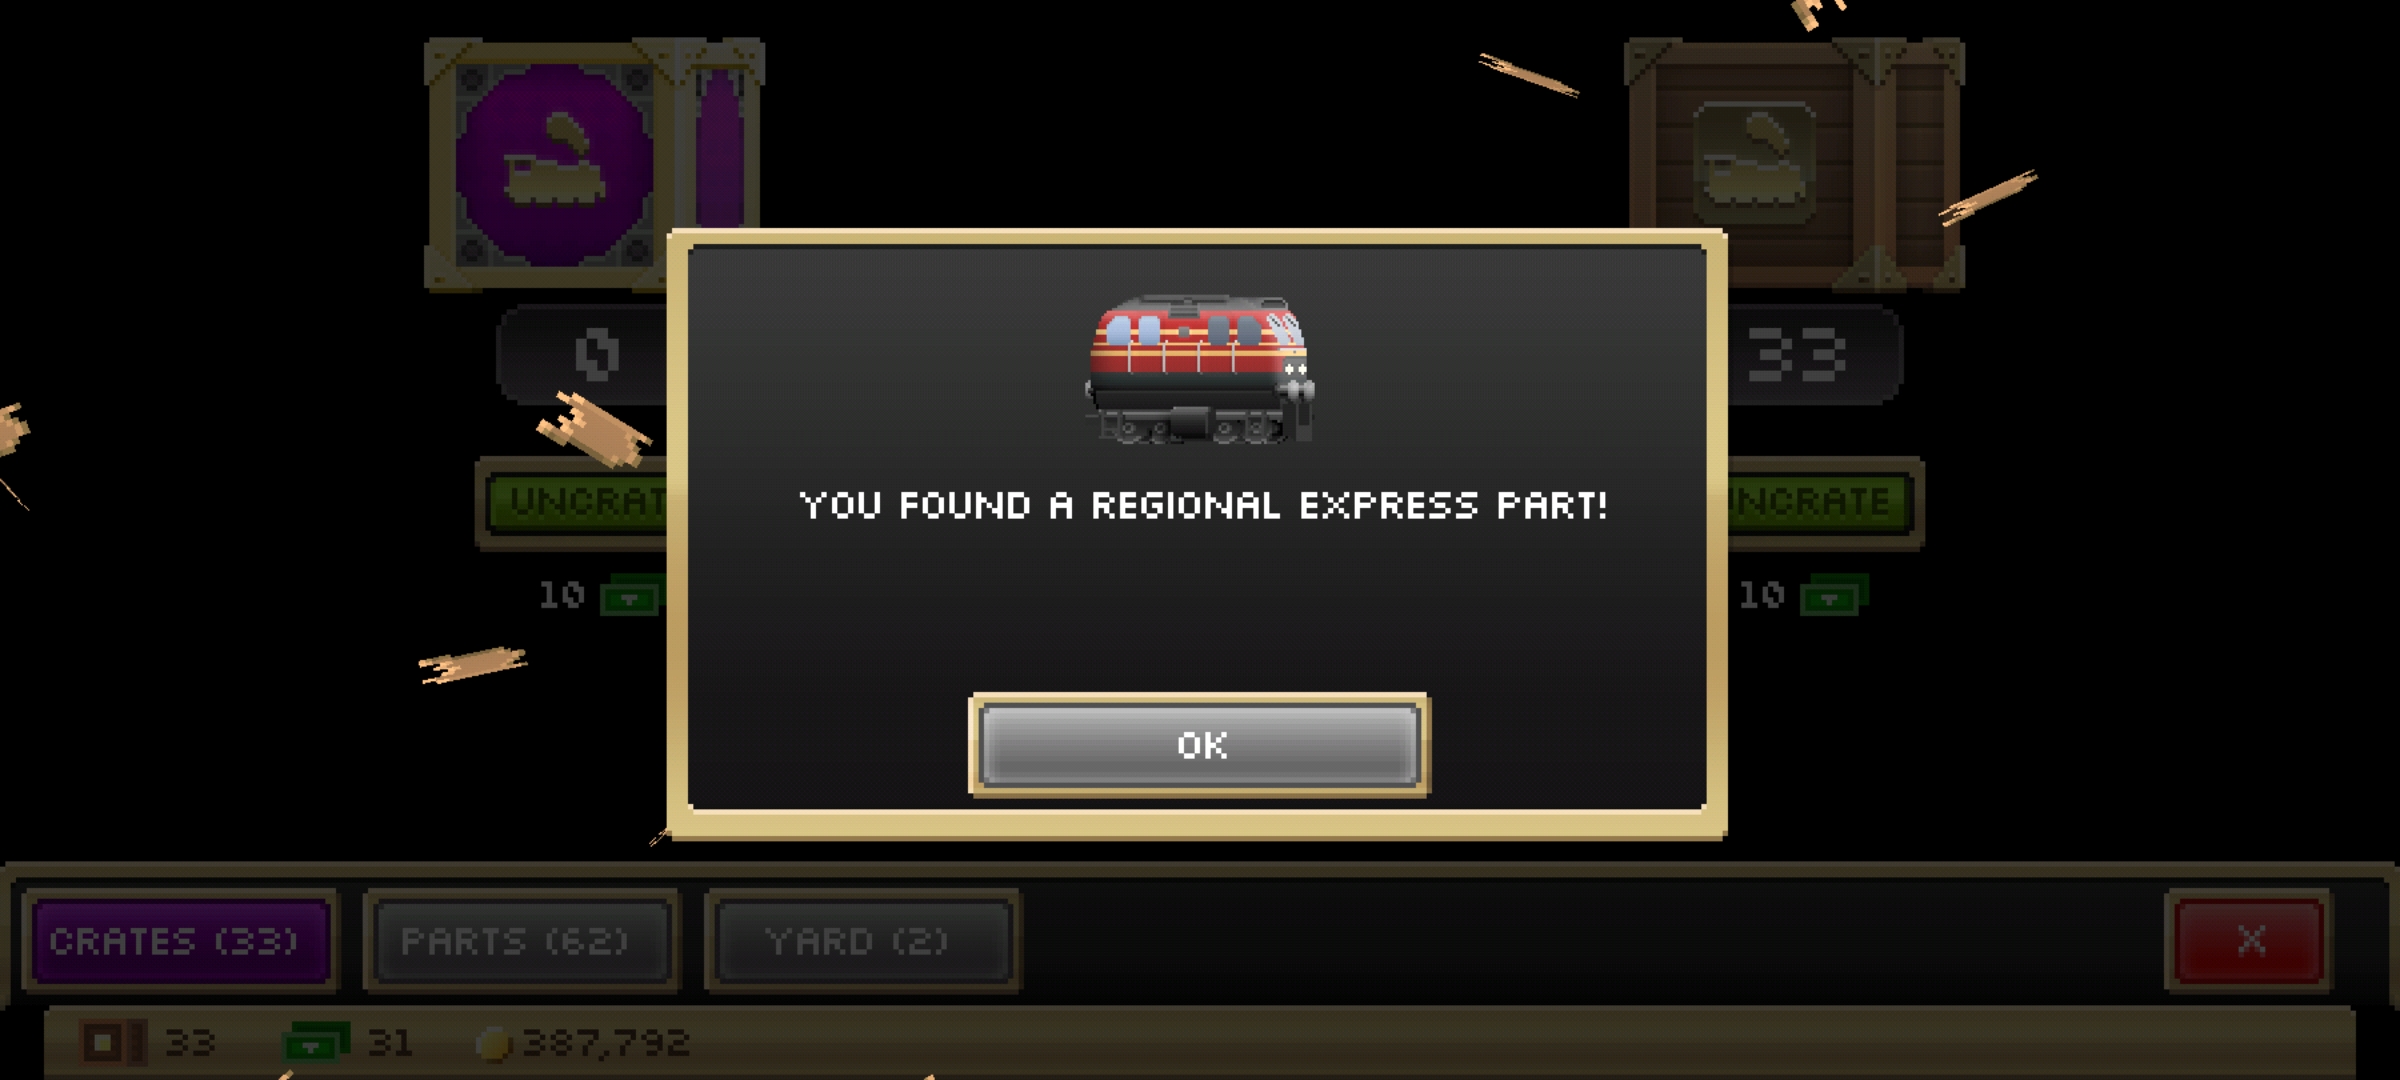 0
33
YOU FOUND A REGIONAL EXPRESS PART!
UNCRAT
NCRATE
10
10
OK
CRATES (33)
PARTS (62)
YARD (2)
X
33
31
387,792